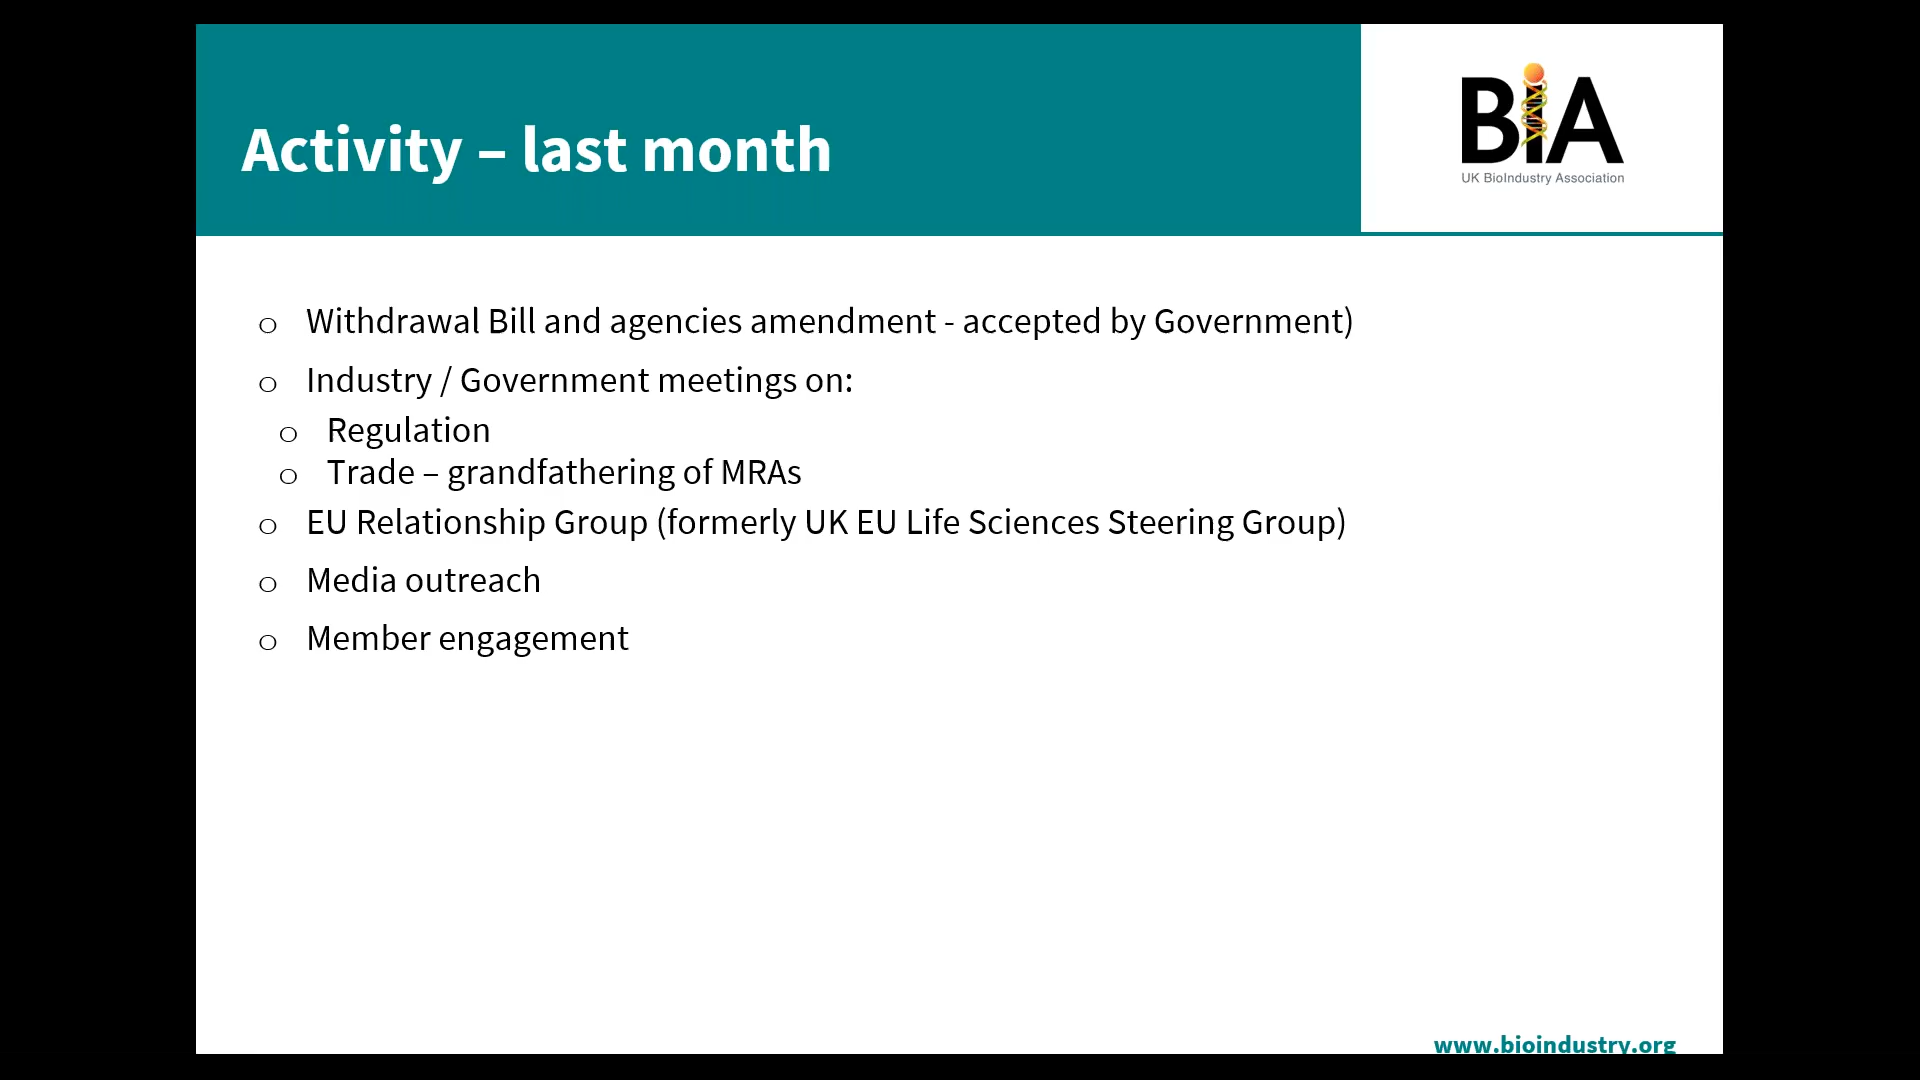 Activity – last month
BiA
UK BioIndustry Association
o Withdrawal Bill and agencies amendment - accepted by Government)
o Industry / Government meetings on:
o Regulation
o Trade – grandfathering of MRAs
o EU Relationship Group (formerly UK EU Life Sciences Steering Group)
o Media outreach
o Member engagement
www.bioindustry.org